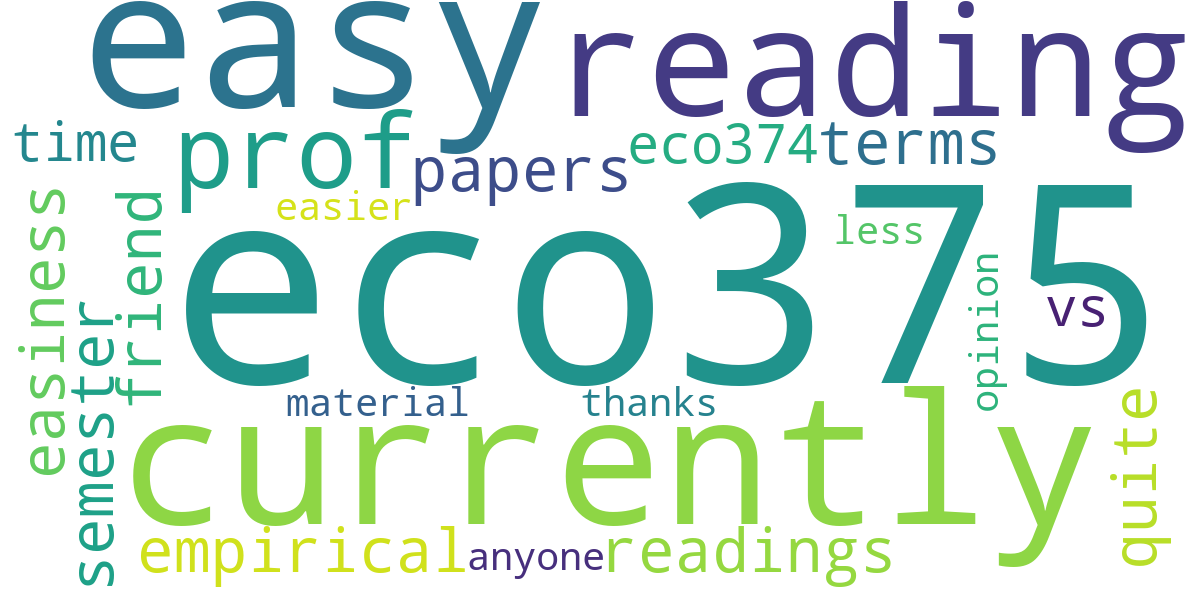 easy
reading
time
prof
papers
eco374
terms
easier
easiness
friend
semester
eco375
less
opinion
vs
material
thanks
currently
quite
empirical
anyone
readings